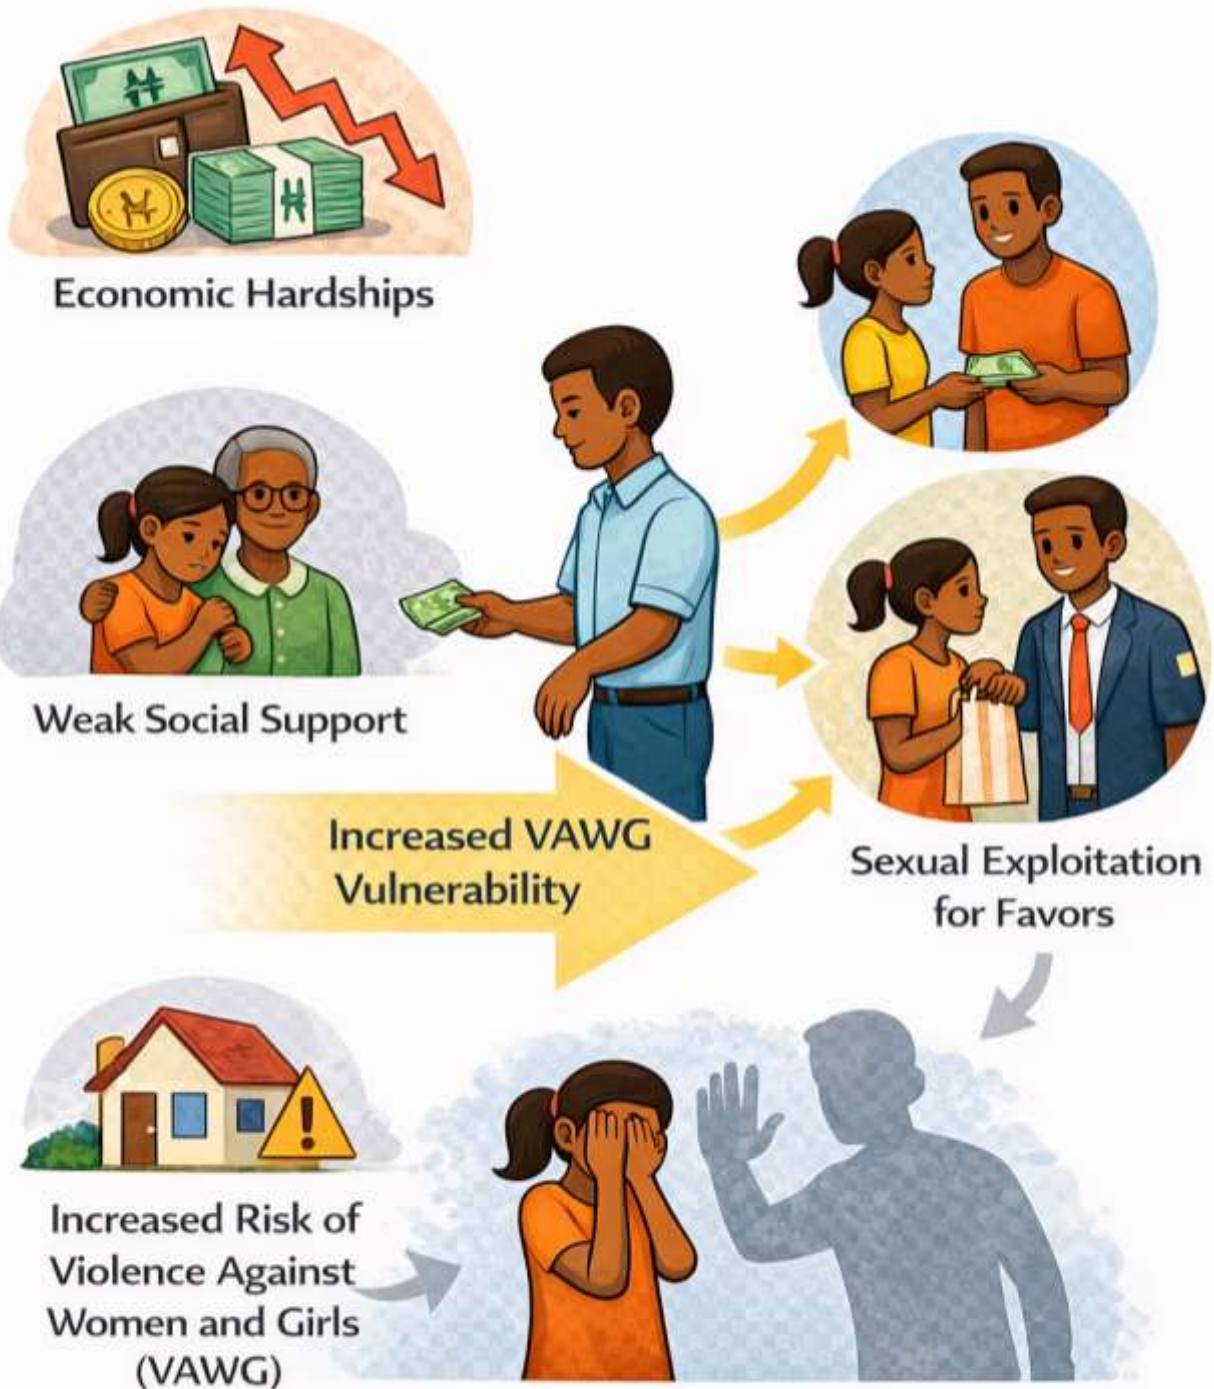 Economic Hardships
Weak Social Support
Increased VAWG
Vulnerability
Sexual Exploitation
for Favors
Increased Risk of
Violence Against
Women and Girls
(VAWG)